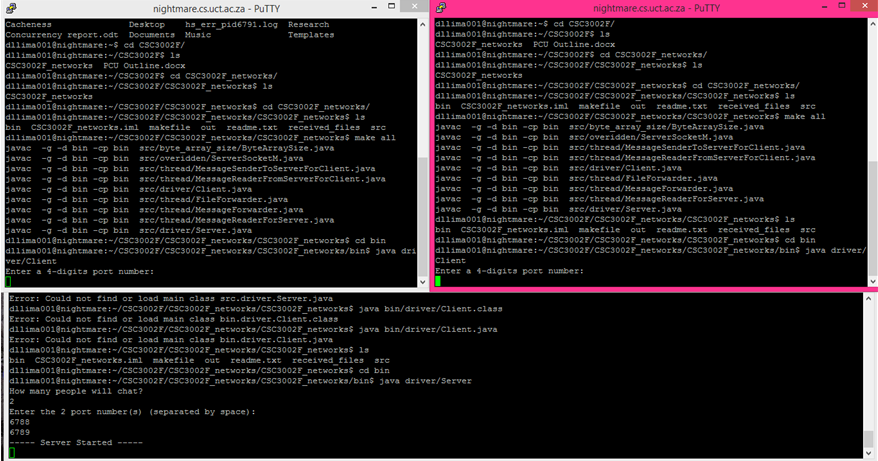 nightmare.cs.uct.ac.za - PuTTY
Cacheness Desktop hs_err_pid6791.log Research
Concurrency report.odt Documents Music Templates
dllima001@nightmare:~$ cd CSC3002F/
dllima001@nightmare:~/CSC3002F$ ls
CSC3002F_networks PCU Outline.docx
dllima001@nightmare:~/CSC3002F$ cd CSC3002F_networks/
dllima001@nightmare:~/CSC3002F/CSC3002F_networks$ ls
CSC3002F_networks
dllima001@nightmare:~/CSC3002F/CSC3002F_networks$ cd CSC3002F_networks/
dllima001@nightmare:~/CSC3002F/CSC3002F_networks/CSC3002F_networks$ ls
bin CSC3002F_networks.iml makefile out readme.txt received_files src
dllima001@nightmare:~/CSC3002F/CSC3002F_networks/CSC3002F_networks$ make all
javac -g -d bin -cp bin src/byte_array_size/ByteArraySize.java
javac -g -d bin -cp bin src/overidden/ServerSocketM.java
javac -g -d bin -cp bin src/thread/MessageSenderToServerForClient.java
javac -g -d bin -cp bin src/thread/MessageReaderFromServerForClient.java
javac -g -d bin -cp bin src/driver/Client.java
javac -g -d bin -cp bin src/thread/FileForwarder.java
javac -g -d bin -cp bin src/thread/MessageForwarder.java
javac -g -d bin -cp bin src/thread/MessageReaderForServer.java
javac -g -d bin -cp bin src/driver/Server.java
dllima001@nightmare:~/CSC3002F/CSC3002F_networks/CSC3002F_networks$ cd bin
dllima001@nightmare:~/CSC3002F/CSC3002F_networks/CSC3002F_networks/bin$ java dri
ver/Client
Enter a 4-digits port number:
nightmare.cs.uct.ac.za - PuTTY
dllima001@nightmare:~$ cd CSC3002F/
dllima001@nightmare:~/CSC3002F$ ls
CSC3002F_networks PCU Outline.docx
dllima001@nightmare:~/CSC3002F$ cd CSC3002F_networks/
dllima001@nightmare:~/CSC3002F/CSC3002F_networks$ ls
CSC3002F_networks
dllima001@nightmare:~/CSC3002F/CSC3002F_networks$ cd CSC3002F_networks/
dllima001@nightmare:~/CSC3002F/CSC3002F_networks/CSC3002F_networks$ ls
bin CSC3002F_networks.iml makefile out readme.txt received_files src
dllima001@nightmare:~/CSC3002F/CSC3002F_networks/CSC3002F_networks$ make all
javac -g -d bin -cp bin src/byte_array_size/ByteArraySize.java
javac -g -d bin -cp bin src/overidden/ServerSocketM.java
javac -g -d bin -cp bin src/thread/MessageSenderToServerForClient.java
javac -g -d bin -cp bin src/thread/MessageReaderFromServerForClient.java
javac -g -d bin -cp bin src/driver/Client.java
javac -g -d bin -cp bin src/thread/FileForwarder.java
javac -g -d bin -cp bin src/thread/MessageForwarder.java
javac -g -d bin -cp bin src/thread/MessageReaderForServer.java
javac -g -d bin -cp bin src/driver/Server.java
dllima001@nightmare:~/CSC3002F/CSC3002F_networks/CSC3002F_networks$ ls
bin CSC3002F_networks.iml makefile out readme.txt received_files src
dllima001@nightmare:~/CSC3002F/CSC3002F_networks/CSC3002F_networks$ cd bin
dllima001@nightmare:~/CSC3002F/CSC3002F_networks/CSC3002F_networks/bin$ java driver/
Client
Enter a 4-digits port number:
Error: Could not find or load main class src.driver.Server.java
dllima001@nightmare:~/CSC3002F/CSC3002F_networks/CSC3002F_networks$ java bin/driver/Client.class
Error: Could not find or load main class bin.driver.Client.class
dllima001@nightmare:~/CSC3002F/CSC3002F_networks/CSC3002F_networks$ java bin/driver/Client.java
Error: Could not find or load main class bin.driver.Client.java
dllima001@nightmare:~/CSC3002F/CSC3002F_networks/CSC3002F_networks$ ls
bin CSC3002F_networks.iml makefile out readme.txt received_files src
dllima001@nightmare:~/CSC3002F/CSC3002F_networks/CSC3002F_networks$ cd bin
dllima001@nightmare:~/CSC3002F/CSC3002F_networks/CSC3002F_networks/bin$ java driver/Server
How many people will chat?
2
Enter the 2 port number(s) (separated by space):
6788
6789
----- Server Started -----